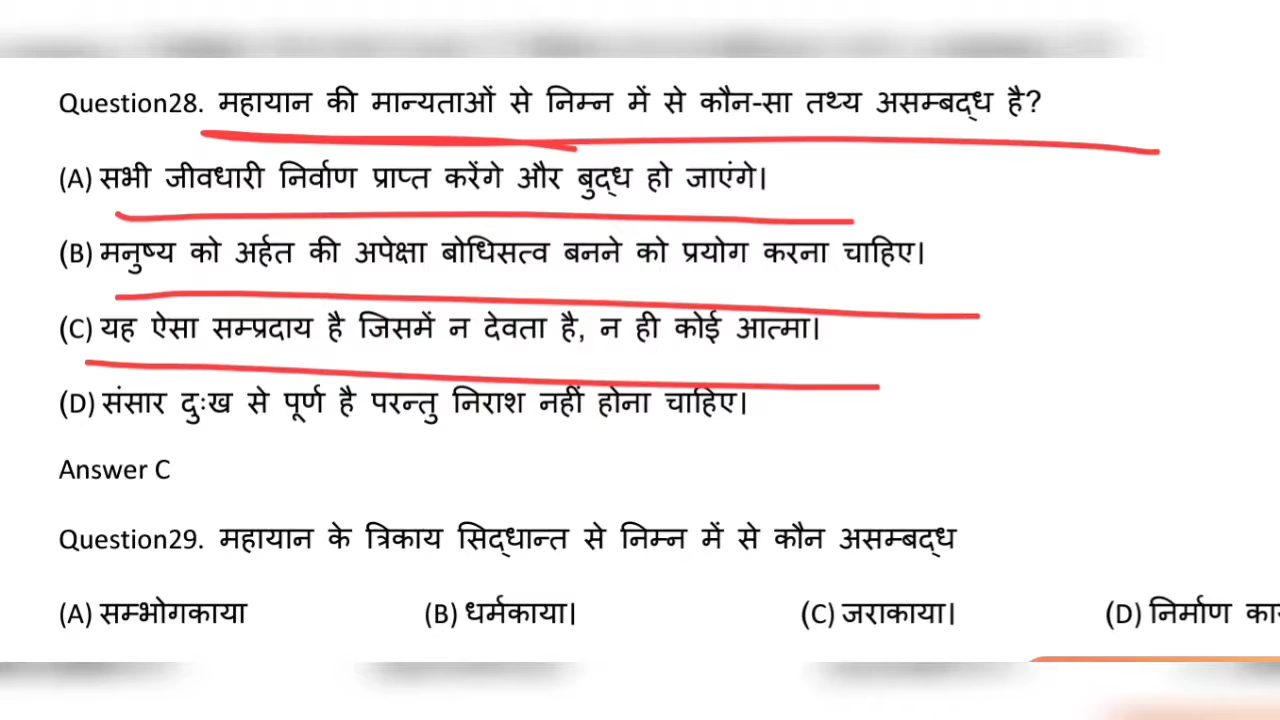 Question28. महायान की मान्यताओं से निम्न में से कौन-सा तथ्य असम्बद्ध है?
(A) सभी जीवधारी निर्वाण प्राप्त करेंगे और बुद्ध हो जाएंगे।
(B) मनुष्य को अर्हत की अपेक्षा बोधिसत्व बनने को प्रयोग करना चाहिए।
(C) यह ऐसा सम्प्रदाय है जिसमें न देवता है, न ही कोई आत्मा।
(D) संसार दुःख से पूर्ण है परन्तु निराश नहीं होना चाहिए।
Answer C
Question29. महायान के त्रिकाय सिद्धान्त से निम्न में से कौन असम्बद्ध
(A) सम्भोगकाया (B) धर्मकाया। (C) जराकाया। (D) निर्माण